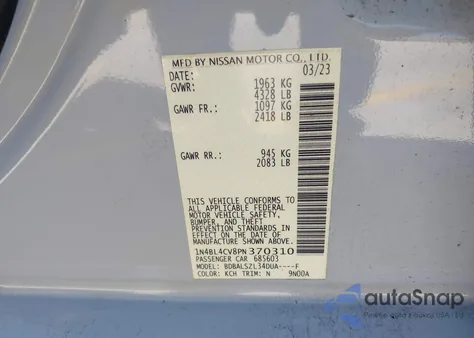 MFD BY NISSAN MOTOR CO., LTD.
DATE: 03/23
GVWR: 1963 KG
4328 LB
GAWR FR.: 1097 KG
2418 LB
GAWR RR.: 945 KG
2083 LB
THIS VEHICLE CONFORMS TO
ALL APPLICABLE FEDERAL
MOTOR VEHICLE SAFETY,
BUMPER, AND THEFT
PREVENTION STANDARDS
IN EFFECT ON THE DATE OF
MANUFACTURE SHOWN ABOVE.
1N4BL4CV8PN370310
PASSENGER CAR 685603
MODEL: BDBALSZL34DUA----F
COLOR: KCH TRIM: N 9N00A
autoSnap